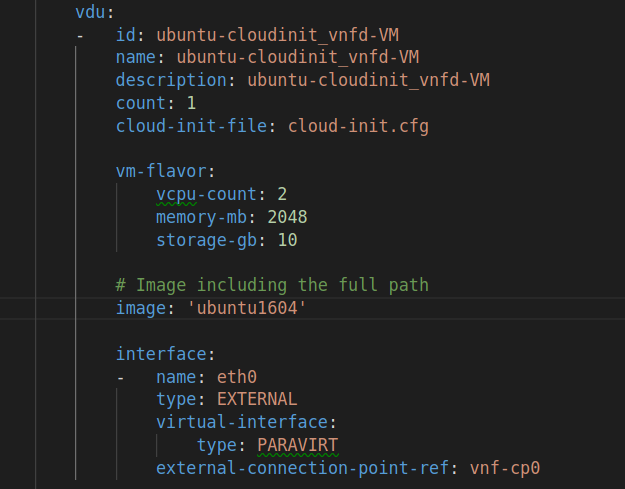 vdu:
-   id: ubuntu-cloudinit_vnfd-VM
    name: ubuntu-cloudinit_vnfd-VM
    description: ubuntu-cloudinit_vnfd-VM
    count: 1
    cloud-init-file: cloud-init.cfg

    vm-flavor:
        vcpu-count: 2
        memory-mb: 2048
        storage-gb: 10

    # Image including the full path
    image: 'ubuntu1604'

    interface:
    -   name: eth0
        type: EXTERNAL
        virtual-interface:
            type: PARAVIRT
        external-connection-point-ref: vnf-cp0